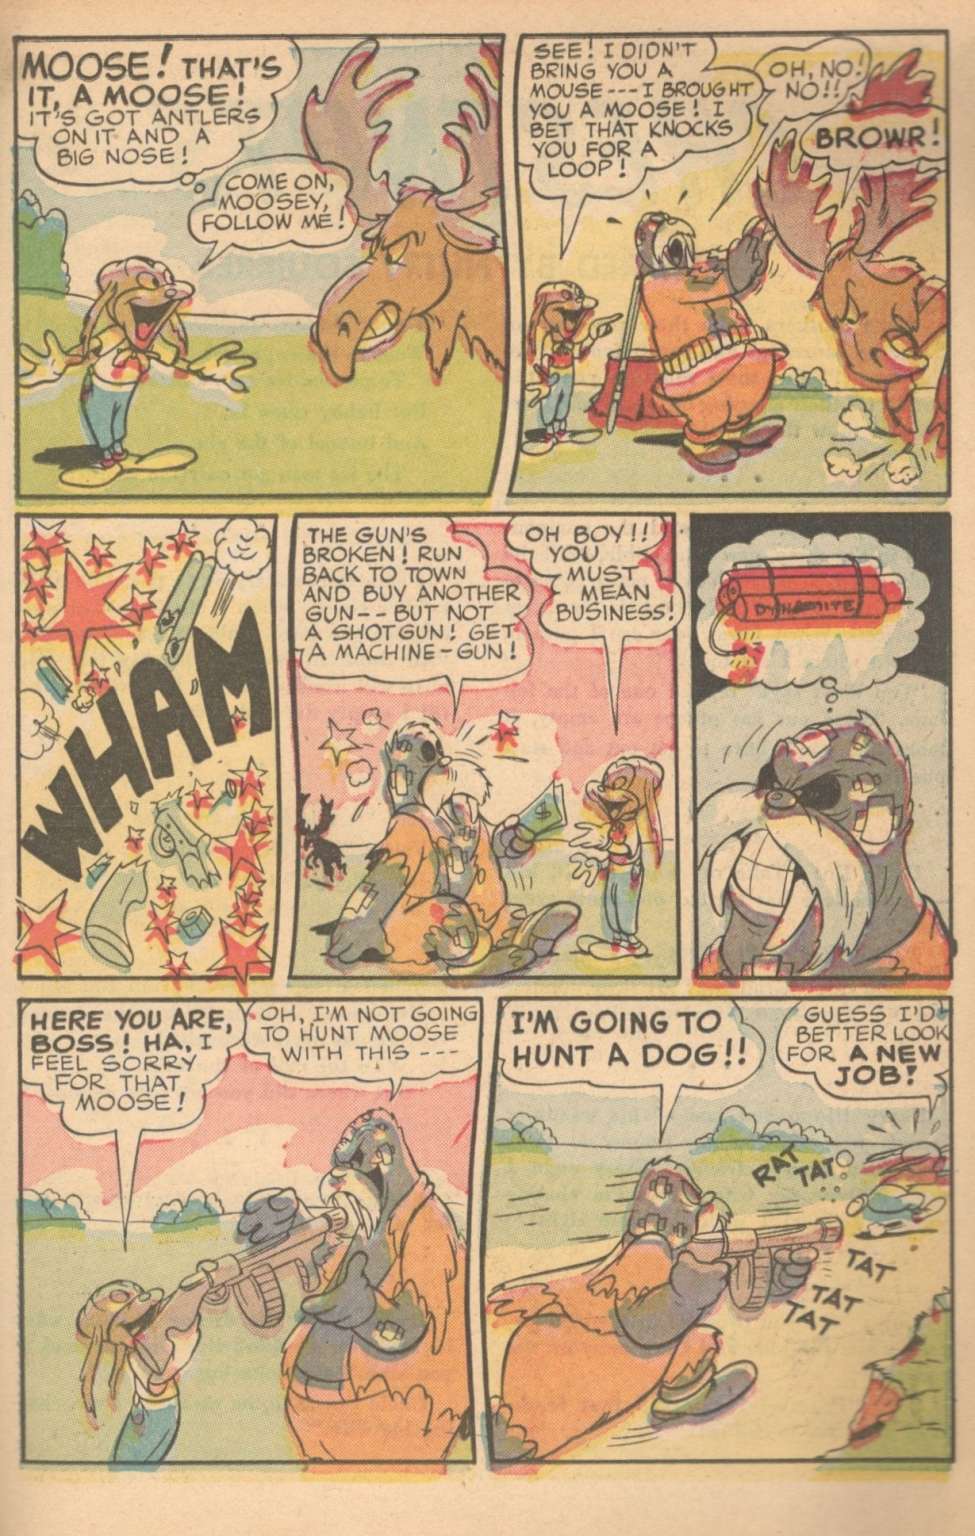 MOOSE! THAT'S
IT, A MOOSE!
IT'S GOT ANTLERS
ON IT AND A
BIG NOSE!
COME ON,
MOOSEY,
FOLLOW ME!
SEE! I DIDN'T
BRING YOU A
MOUSE---I BROUGHT
YOU A MOOSE! I
BET THAT KNOCKS
YOU FOR A
LOOP!
OH, NO!
NO!!
BROWR!
WHAM
THE GUN'S
BROKEN! RUN
BACK TO TOWN
AND BUY ANOTHER
GUN--BUT NOT
A SHOTGUN! GET
A MACHINE-GUN!
OH BOY!!
YOU
MUST
MEAN
BUSINESS!
$
DYNAMITE
HERE YOU ARE,
BOSS! HA, I
FEEL SORRY
FOR THAT
MOOSE!
OH, I'M NOT GOING
TO HUNT MOOSE
WITH THIS ---
I'M GOING TO
HUNT A DOG!!
GUESS I'D
BETTER LOOK
FOR A NEW
JOB!
RAT
TAT
TAT
TAT
TAT